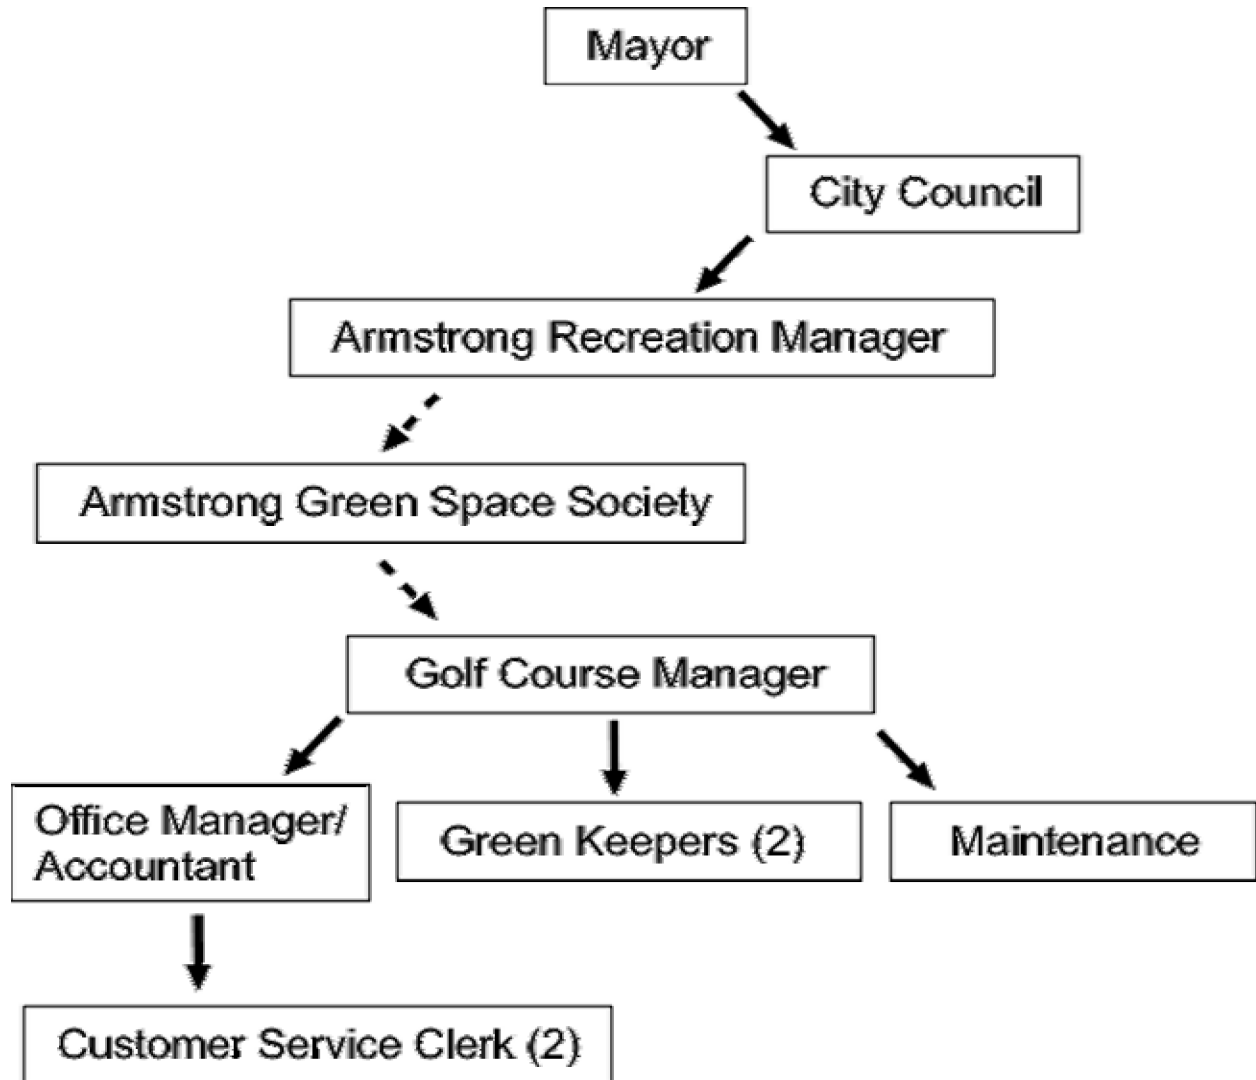 Mayor
City Council
Armstrong Recreation Manager
Armstrong Green Space Society
Golf Course Manager
Office Manager/
Accountant
Green Keepers (2)
Maintenance
Customer Service Clerk (2)